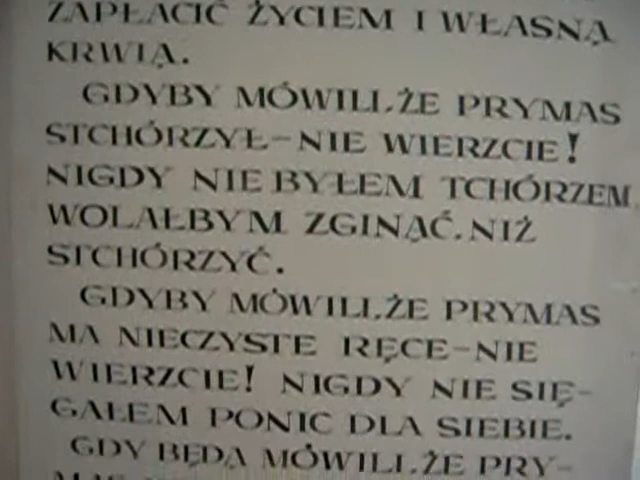 ZAPŁACIĆ ŻYCIEM I WŁASNĄ
KRWIĄ.
GDYBY MÓWILI,ŻE PRYMAS
STCHÓRZYŁ-NIE WIERZCIE!
NIGDY NIE BYŁEM TCHÓRZEM
WOLAŁBYM ZGINĄĆ,NIŻ
STCHÓRZYĆ.
GDYBY MÓWILI,ŻE PRYMAS
MA NIECZYSTE RĘCE-NIE
WIERZCIE! NIGDY NIE SIĘ-
GAŁEM PO NIC DLA SIEBIE.
GDY BĘDĄ MÓWILI,ŻE PRY-